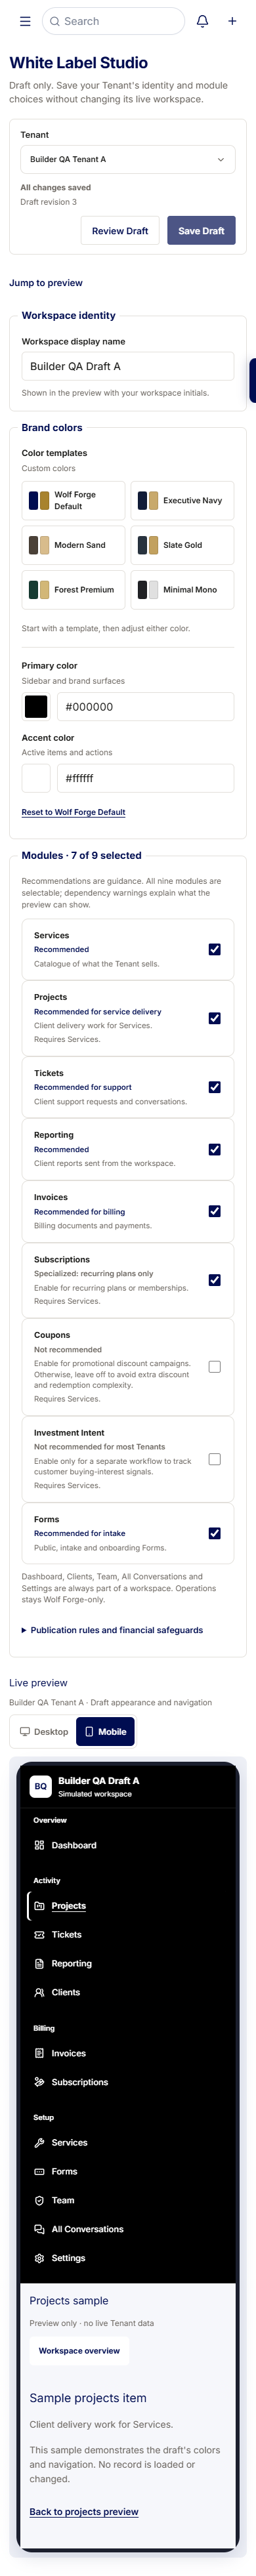 Search
White Label Studio
Draft only. Save your Tenant's identity and module
choices without changing its live workspace.
Tenant
Builder QA Tenant A
All changes saved
Draft revision 3
Review Draft
Save Draft
Jump to preview
Workspace identity
Workspace display name
Builder QA Draft A
Shown in the preview with your workspace initials.
Brand colors
Color templates
Custom colors
Wolf Forge
Default
Executive Navy
Modern Sand
Slate Gold
Forest Premium
Minimal Mono
Start with a template, then adjust either color.
Primary color
Sidebar and brand surfaces
#000000
Accent color
Active items and actions
#ffffff
Reset to Wolf Forge Default
Modules · 7 of 9 selected
Recommendations are guidance. All nine modules are
selectable; dependency warnings explain what the
preview can show.
Services
Recommended
Catalogue of what the Tenant sells.
Projects
Recommended for service delivery
Client delivery work for Services.
Requires Services.
Tickets
Recommended for support
Client support requests and conversations.
Reporting
Recommended
Client reports sent from the workspace.
Invoices
Recommended for billing
Billing documents and payments.
Subscriptions
Specialized: recurring plans only
Enable for recurring plans or memberships.
Requires Services.
Coupons
Not recommended
Enable for promotional discount campaigns.
Otherwise, leave off to avoid extra discount
and redemption complexity.
Requires Services.
Investment Intent
Not recommended for most Tenants
Enable only for a separate workflow to track
customer buying-interest signals.
Requires Services.
Forms
Recommended for intake
Public, intake and onboarding Forms.
Dashboard, Clients, Team, All Conversations and
Settings are always part of a workspace. Operations
stays Wolf Forge-only.
Publication rules and financial safeguards
Live preview
Builder QA Tenant A · Draft appearance and navigation
Desktop
Mobile
BQ
Builder QA Draft A
Simulated workspace
Overview
Dashboard
Activity
Projects
Tickets
Reporting
Clients
Billing
Invoices
Subscriptions
Setup
Services
Forms
Team
All Conversations
Settings
Projects sample
Preview only · no live Tenant data
Workspace overview
Sample projects item
Client delivery work for Services.
This sample demonstrates the draft's colors
and navigation. No record is loaded or
changed.
Back to projects preview